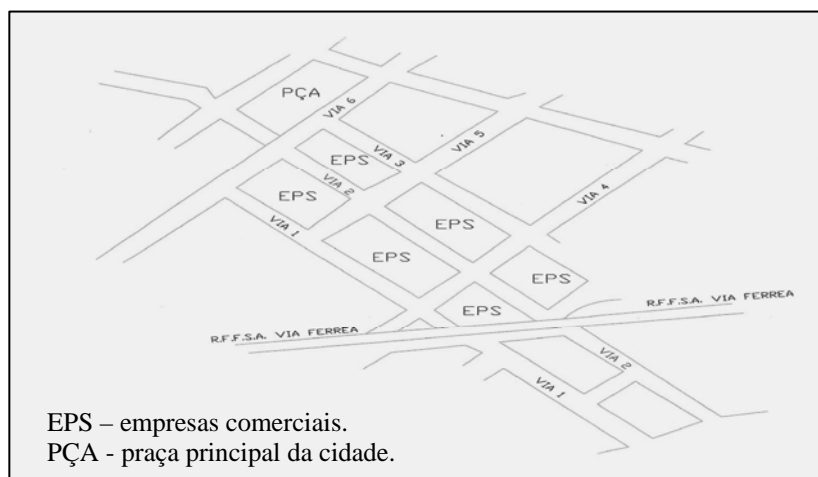 PÇA
VIA 6
VIA 5
EPS
VIA 3
EPS
VIA 2
VIA 4
VIA 1
EPS
EPS
EPS
EPS
R.F.F.S.A. VIA FERREA
R.F.F.S.A. VIA FERREA
VIA 2
VIA 1
EPS – empresas comerciais.
PÇA - praça principal da cidade.